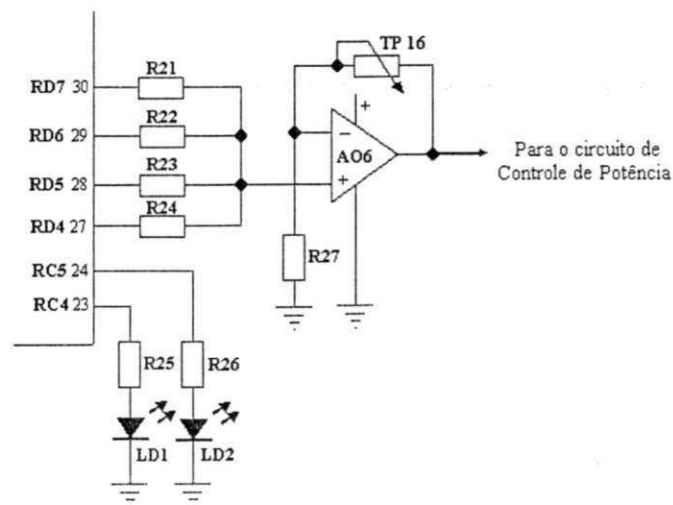 TP 16
R21
RD7 30
R22
RD6 29
+
−
AO6
Para o circuito de
Controle de Potência
R23
RD5 28
+
R24
RD4 27
RC5 24
R27
RC4 23
R25
R26
LD1
LD2